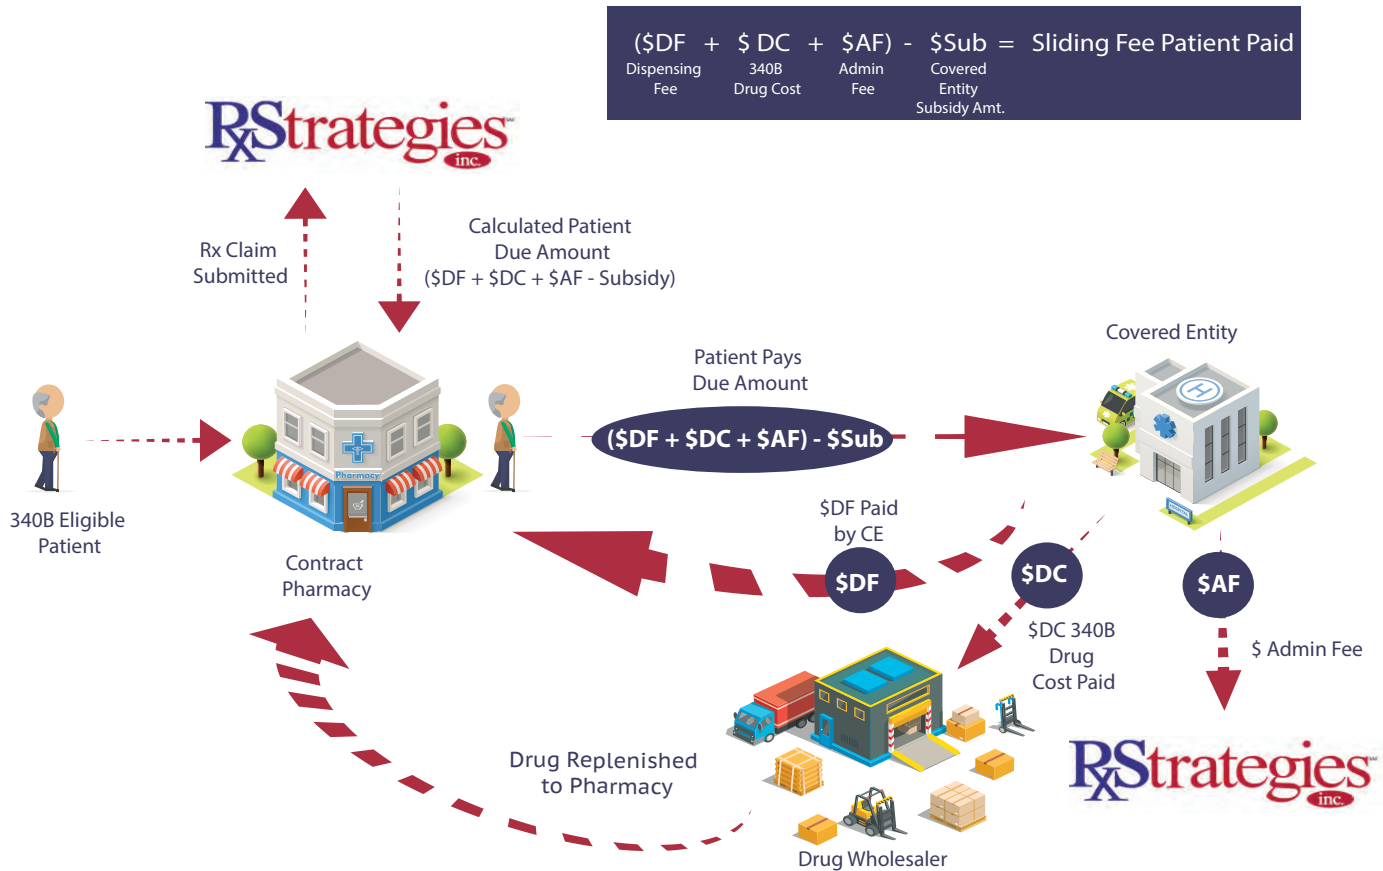 ($DF + $ DC + $AF) - $Sub = Sliding Fee Patient Paid
Dispensing Fee
340B Drug Cost
Admin Fee
Covered Entity Subsidy Amt.
RxStrategies
inc.
Rx Claim
Submitted
Calculated Patient
Due Amount
($DF + $DC + $AF - Subsidy)
340B Eligible
Patient
Pharmacy
Contract
Pharmacy
Patient Pays
Due Amount
($DF + $DC + $AF) - $Sub
Covered Entity
H
HOSPITAL
$DF Paid
by CE
$DF
$DC
$DC 340B
Drug
Cost Paid
$AF
$ Admin Fee
RxStrategies
inc.
Drug Replenished
to Pharmacy
Drug Wholesaler